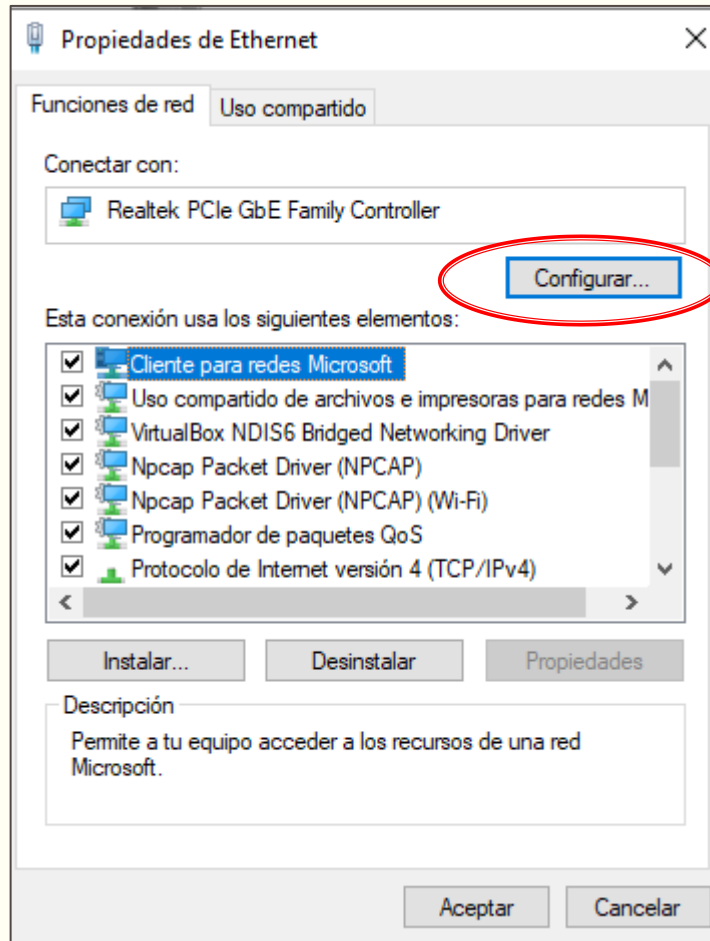 Propiedades de Ethernet
Funciones de red
Uso compartido
Conectar con:
Realtek PCIe GbE Family Controller
Configurar...
Esta conexión usa los siguientes elementos:
Cliente para redes Microsoft
Uso compartido de archivos e impresoras para redes M
VirtualBox NDIS6 Bridged Networking Driver
Npcap Packet Driver (NPCAP)
Npcap Packet Driver (NPCAP) (Wi-Fi)
Programador de paquetes QoS
Protocolo de Internet versión 4 (TCP/IPv4)
Instalar...
Desinstalar
Propiedades
Descripción
Permite a tu equipo acceder a los recursos de una red
Microsoft.
Aceptar
Cancelar